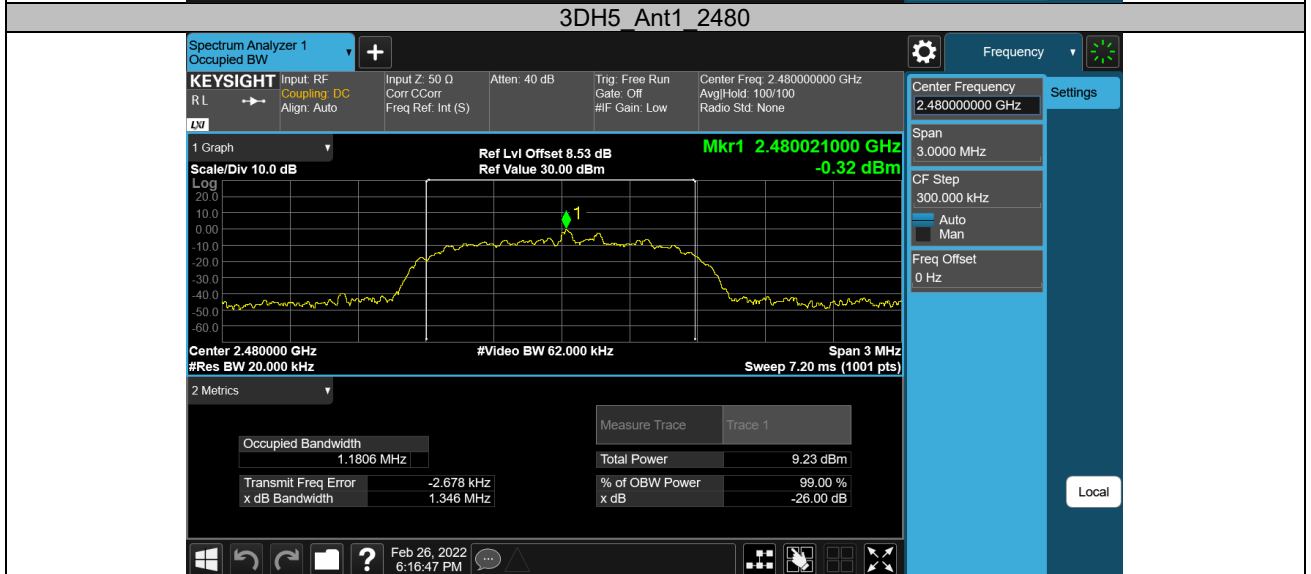 3DH5_Ant1_2480
Spectrum Analyzer 1
Occupied BW
+
Frequency
KEYSIGHT
R L
LXI
Input: RF
Coupling: DC
Align: Auto
Input Z: 50 Ω
Corr CCorr
Freq Ref: Int (S)
Atten: 40 dB
Trig: Free Run
Gate: Off
#IF Gain: Low
Center Freq: 2.480000000 GHz
Avg|Hold: 100/100
Radio Std: None
Center Frequency
2.480000000 GHz
Settings
Span
3.0000 MHz
CF Step
300.000 kHz
Auto
Man
Freq Offset
0 Hz
1 Graph
Scale/Div 10.0 dB
Ref Lvl Offset 8.53 dB
Ref Value 30.00 dBm
Mkr1 2.480021000 GHz
-0.32 dBm
Log
20.0
10.0
0.00
-10.0
-20.0
-30.0
-40.0
-50.0
-60.0
1
Center 2.480000 GHz
#Res BW 20.000 kHz
#Video BW 62.000 kHz
Span 3 MHz
Sweep 7.20 ms (1001 pts)
2 Metrics
Measure Trace Trace 1
Occupied Bandwidth
1.1806 MHz
Total Power 9.23 dBm
Transmit Freq Error -2.678 kHz
% of OBW Power 99.00 %
x dB Bandwidth 1.346 MHz
x dB -26.00 dB
Local
?
Feb 26, 2022
6:16:47 PM